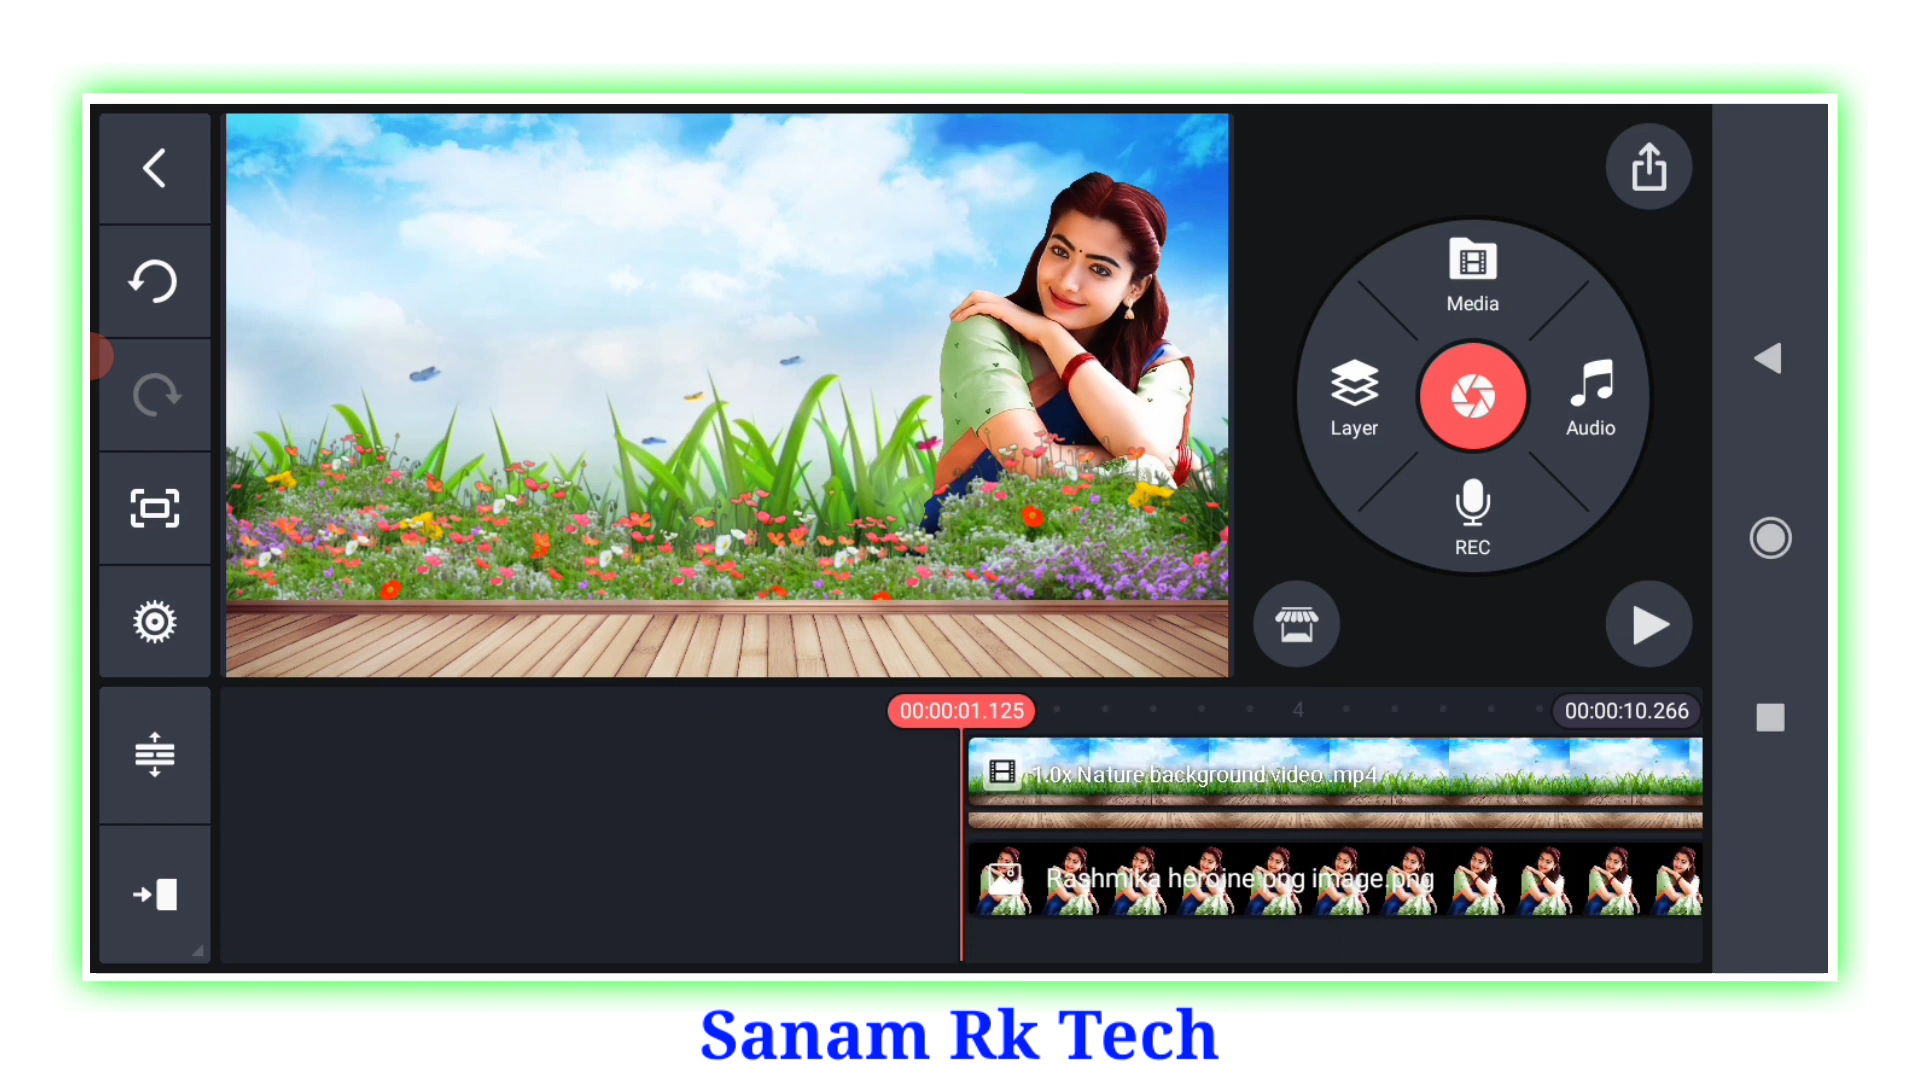 Media
Layer
Audio
REC
00:00:01.125
4
00:00:10.266
1.0x Nature background video .mp4
Rashmika heroine png image.png
Sanam Rk Tech